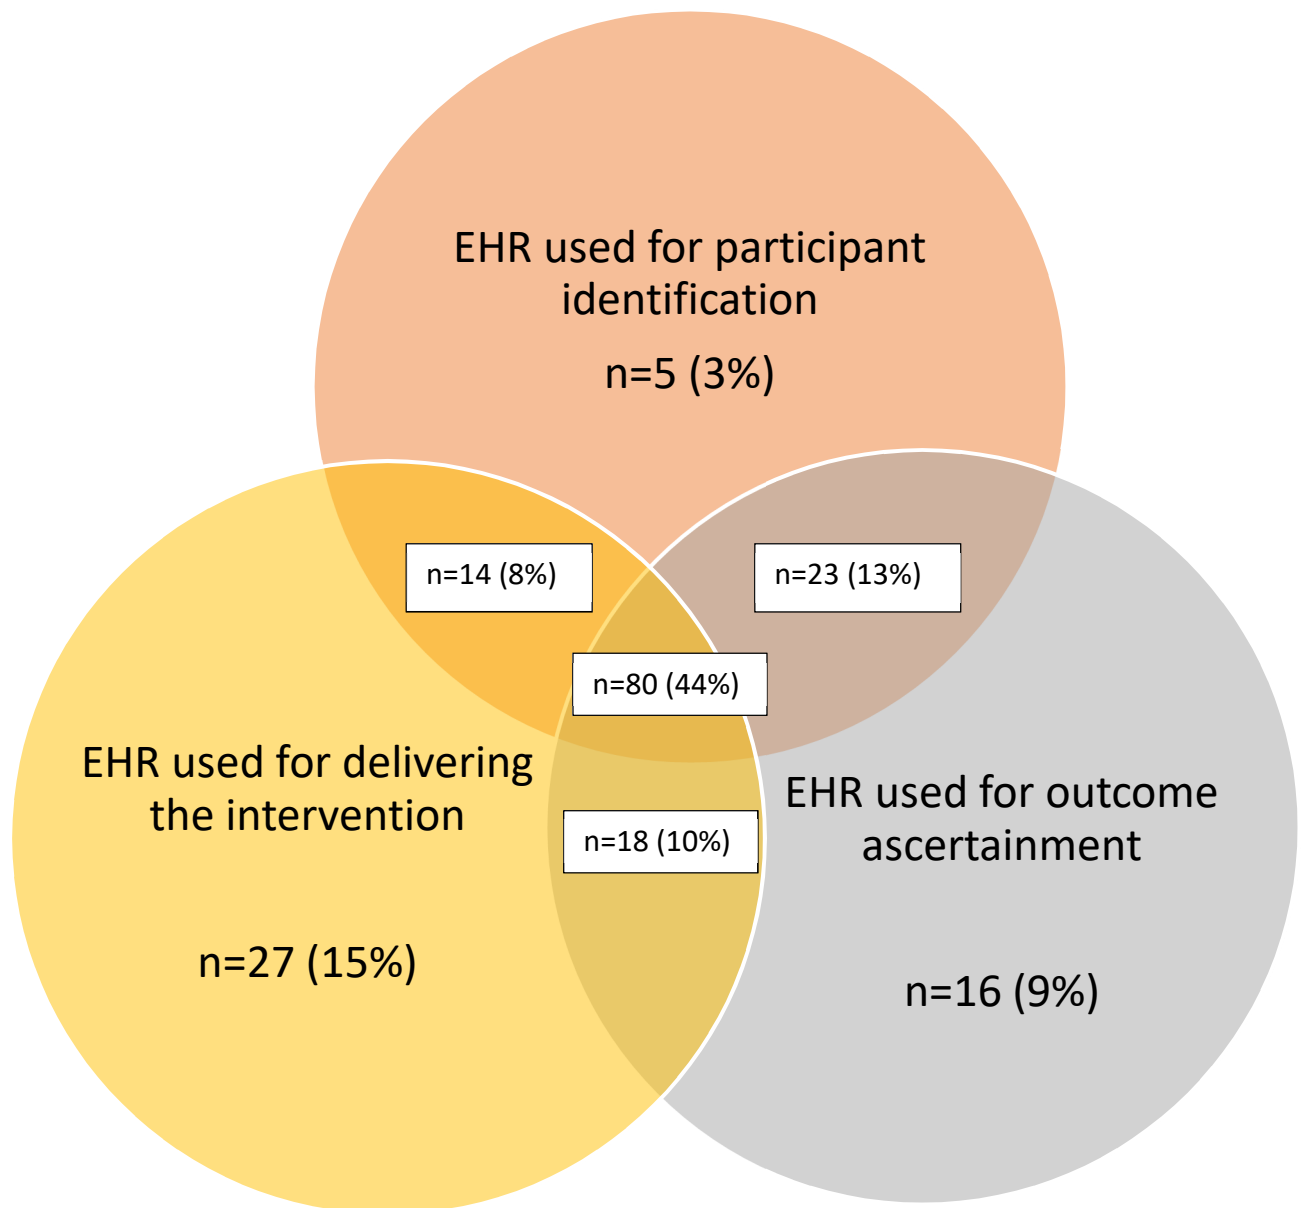 EHR used for participant
identification
n=5 (3%)
n=14 (8%)
n=23 (13%)
n=80 (44%)
EHR used for delivering
the intervention
EHR used for outcome
ascertainment
n=18 (10%)
n=27 (15%)
n=16 (9%)